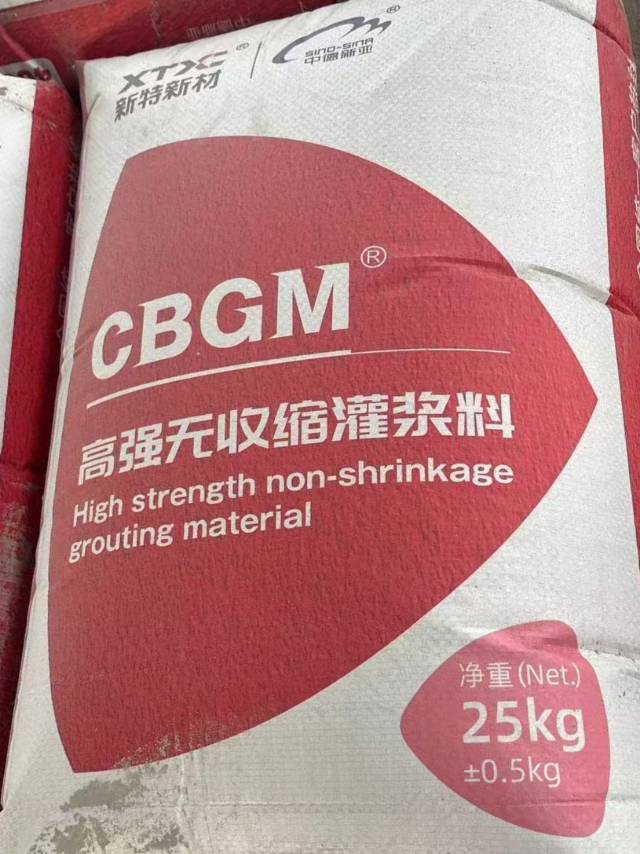 XTXC®
新特新材
®
SINO-SINA
中德新亚
CBGM®
高强无收缩灌浆料
High strength non-shrinkage
grouting material
净重(Net.)
25kg
±0.5kg